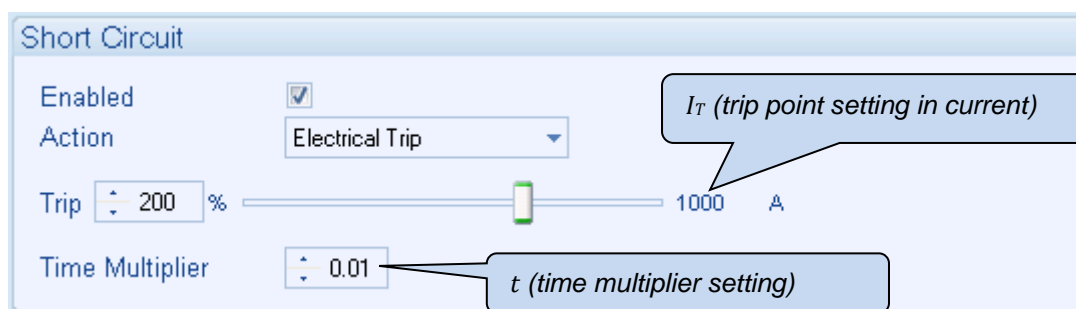 Short Circuit
Enabled
I_T (trip point setting in current)
Action Electrical Trip
Trip 200 % 1000 A
Time Multiplier 0.01
t (time multiplier setting)